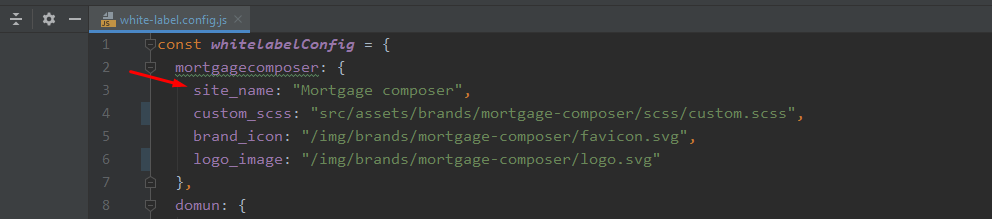 white-label.config.js
1 const whitelabelConfig = {
2 mortgagecomposer: {
3 site_name: "Mortgage composer",
4 custom_scss: "src/assets/brands/mortgage-composer/scss/custom.scss",
5 brand_icon: "/img/brands/mortgage-composer/favicon.svg",
6 logo_image: "/img/brands/mortgage-composer/logo.svg"
7 },
8 domun: {